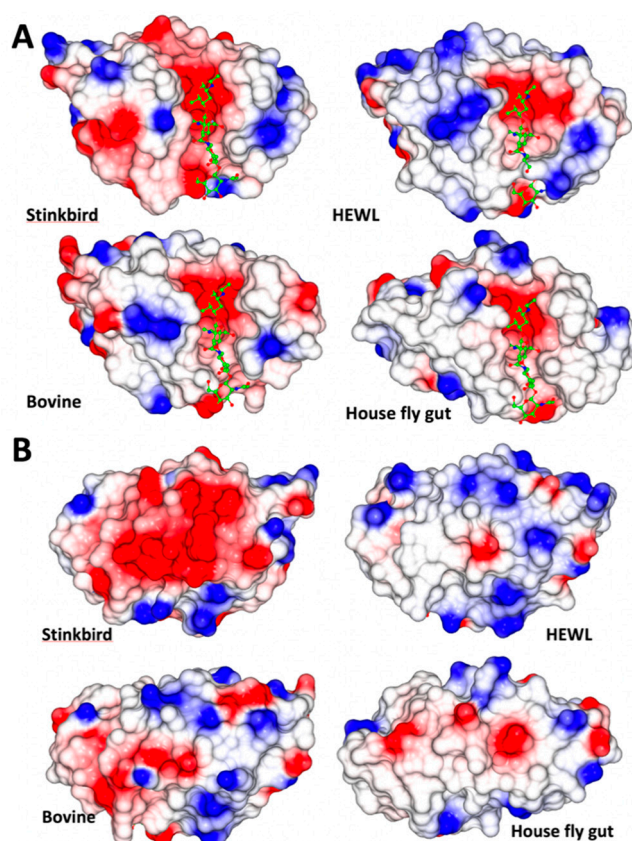 A
Stinkbird
HEWL
Bovine
House fly gut
B
Stinkbird
HEWL
Bovine
House fly gut